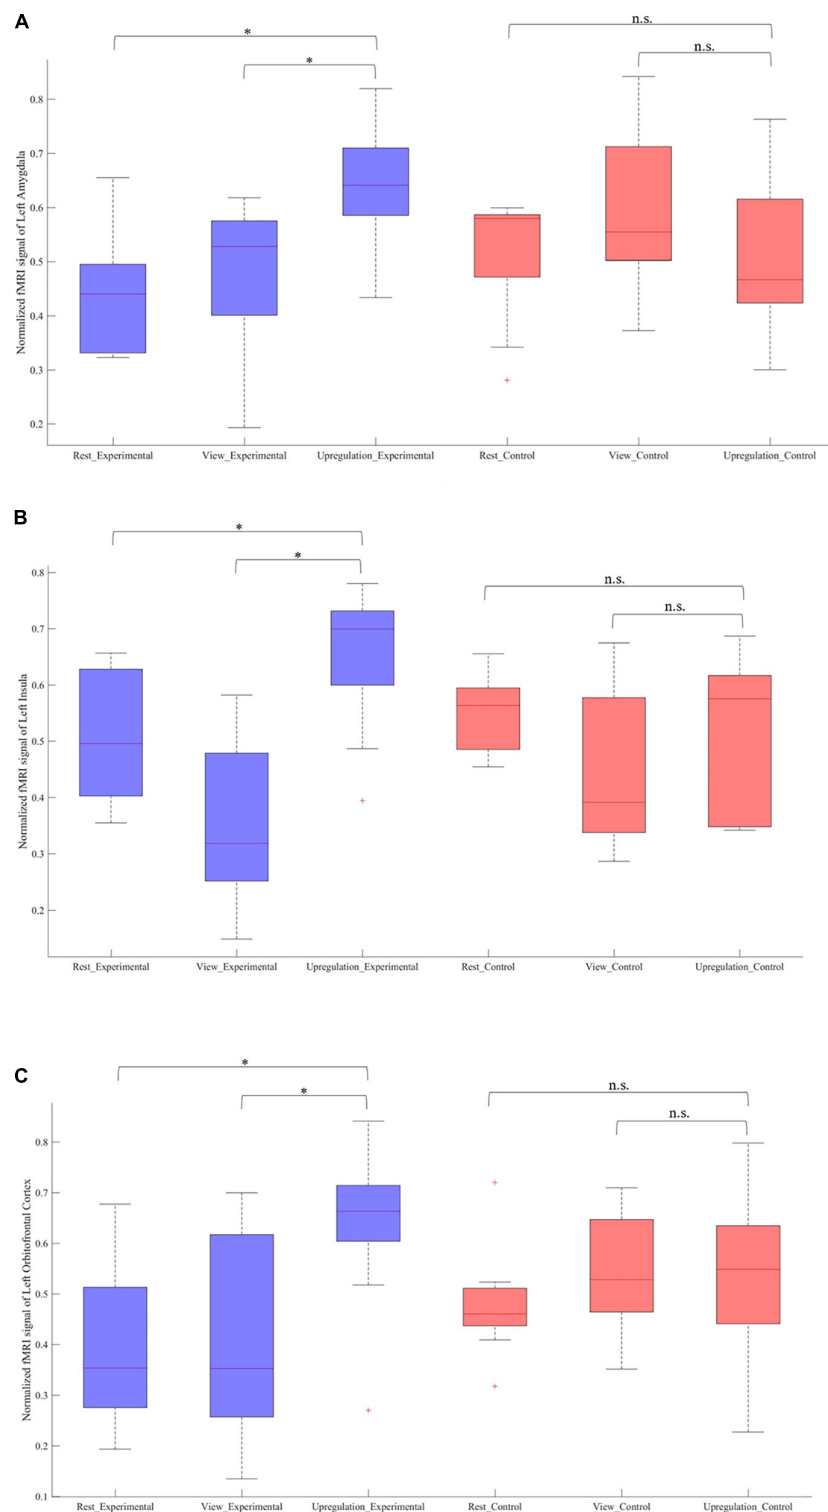 A
*
n.s.
*
n.s.
Normalized fMRI signal of Left Amygdala
0.8
0.7
0.6
0.5
0.4
0.3
0.2
Rest_Experimental View_Experimental Upregulation_Experimental Rest_Control View_Control Upregulation_Control
B
*
*
n.s.
n.s.
Normalized fMRI signal of Left Insula
0.8
0.7
0.6
0.5
0.4
0.3
0.2
Rest_Experimental View_Experimental Upregulation_Experimental Rest_Control View_Control Upregulation_Control
C
*
n.s.
*
n.s.
Normalized fMRI signal of Left Orbitofrontal Cortex
0.8
0.7
0.6
0.5
0.4
0.3
0.2
0.1
Rest_Experimental View_Experimental Upregulation_Experimental Rest_Control View_Control Upregulation_Control